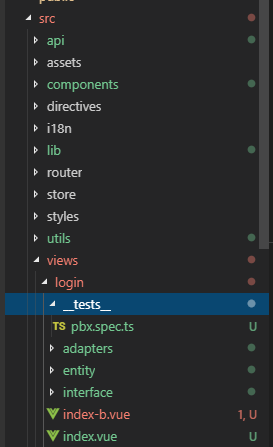 public
src
api
assets
components
directives
i18n
lib
router
store
styles
utils
views
login
__tests__
TS pbx.spec.ts U
adapters
entity
interface
index-b.vue 1, U
index.vue U